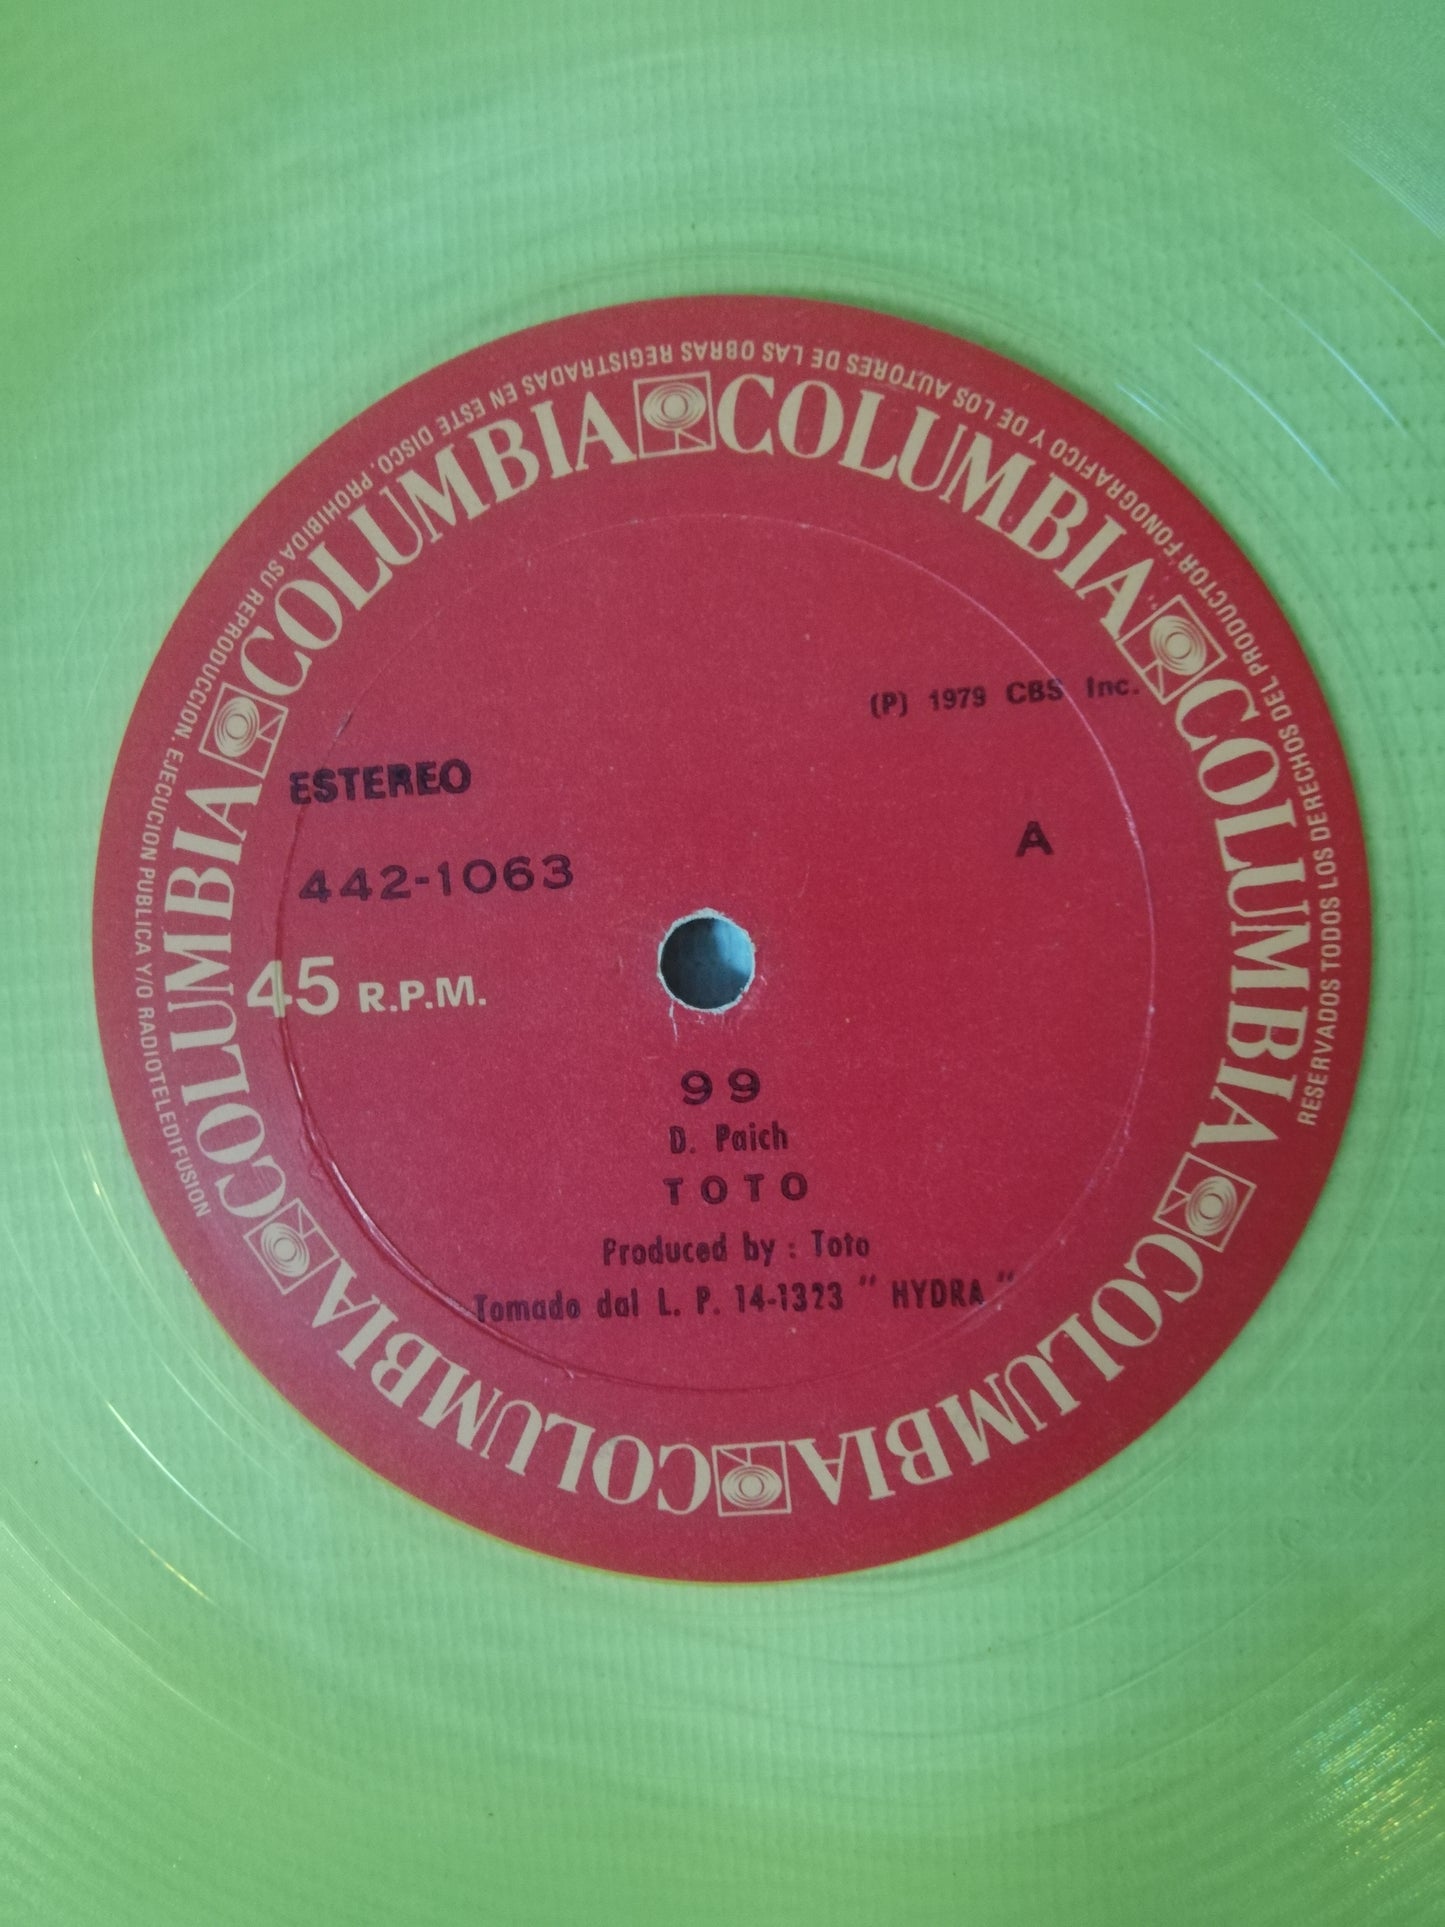 RESERVADOS TODOS LOS DERECHOS DEL PRODUCTOR FONOGRAFICO Y DE LOS AUTORES DE LAS OBRAS REGISTRADAS EN ESTE DISCO. PROHIBIDA SU REPRODUCCION. EJECUCION PUBLICA Y/O RADIOTELEDIFUSION
COLUMBIA COLUMBIA COLUMBIA COLUMBIA COLUMBIA COLUMBIA
(P) 1979 CBS Inc.
ESTEREO
A
442-1063
45 R.P.M.
99
D. Paich
TOTO
Produced by : Toto
Tomado dal L. P. 14-1323 " HYDRA "